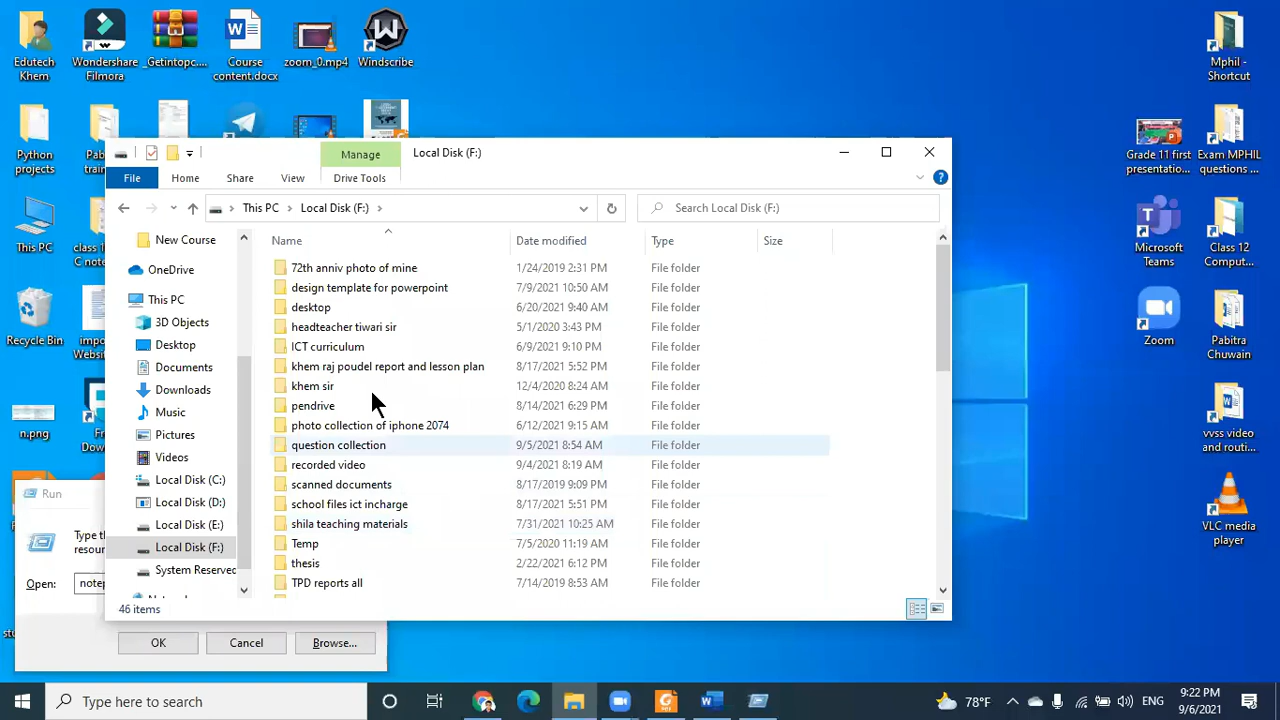 Edutech
Khem
Wondershare
Filmora
_Getintopc....
Course
content.docx
zoom_0.mp4
Windscribe
Mphil -
Shortcut
Python
projects
Pab
train
Grade 11 first
presentatio...
Exam MPHIL
questions ...
This PC
class 1
C note
Microsoft
Teams
Class 12
Comput...
Recycle Bin
impo
Website
Zoom
Pabitra
Chuwain
n.png
Fr
Dow
vvss video
and routi...
VLC media
player
Manage
Local Disk (F:)
File
Home
Share
View
Drive Tools
This PC
Local Disk (F:)
Search Local Disk (F:)
New Course
OneDrive
This PC
3D Objects
Desktop
Documents
Downloads
Music
Pictures
Videos
Local Disk (C:)
Local Disk (D:)
Local Disk (E:)
Local Disk (F:)
System Reserved
Name Date modified Type Size
72th anniv photo of mine 1/24/2019 2:31 PM File folder
design template for powerpoint 7/9/2021 10:50 AM File folder
desktop 6/20/2021 9:40 AM File folder
headteacher tiwari sir 5/1/2020 3:43 PM File folder
ICT curriculum 6/9/2021 9:10 PM File folder
khem raj poudel report and lesson plan 8/17/2021 5:52 PM File folder
khem sir 12/4/2020 8:24 AM File folder
pendrive 8/14/2021 6:29 PM File folder
photo collection of iphone 2074 6/12/2021 9:15 AM File folder
question collection 9/5/2021 8:54 AM File folder
recorded video 9/4/2021 8:19 AM File folder
scanned documents 8/17/2019 9:09 PM File folder
school files ict incharge 8/17/2021 5:51 PM File folder
shila teaching materials 7/31/2021 10:25 AM File folder
Temp 7/5/2020 11:19 AM File folder
thesis 2/22/2021 6:12 PM File folder
TPD reports all 7/14/2019 8:53 AM File folder
46 items
Run
Type the
resour
Open:
notep
OK
Cancel
Browse...
Type here to search
78°F
ENG
9:22 PM
9/6/2021